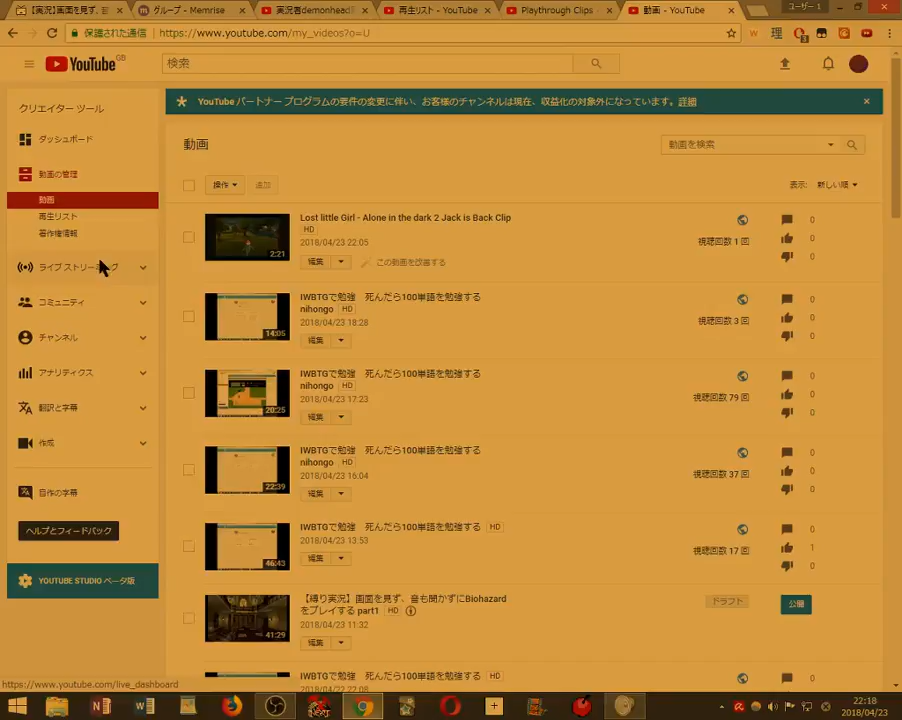 【実況】画面を見ず、音
グループ - Memrise
実況者demonhead
再生リスト - YouTube
Playthrough Clips
動画 - YouTube
ユーザー 1
保護された通信
https://www.youtube.com/my_videos?o=U
理
3
YouTube GB
検索
クリエイター ツール
YouTube パートナー プログラムの要件の変更に伴い、お客様のチャンネルは現在、収益化の対象外になっています。詳細
ダッシュボード
動画の管理
動画
再生リスト
著作権情報
ライブ ストリーミング
コミュニティ
チャンネル
アナリティクス
翻訳と字幕
作成
自作の字幕
ヘルプとフィードバック
YOUTUBE STUDIO ベータ版
動画
動画を検索
操作
追加
表示:
新しい順
Lost little Girl - Alone in the dark 2 Jack is Back Clip
HD
2018/04/23 22:05
2:21
編集
この動画を改善する
視聴回数 1 回
0
0
0
IWBTGで勉強 死んだら100単語を勉強する
nihongo HD
2018/04/23 18:28
14:05
編集
視聴回数 3 回
0
0
0
IWBTGで勉強 死んだら100単語を勉強する
nihongo HD
2018/04/23 17:23
20:25
編集
視聴回数 79 回
0
0
0
IWBTGで勉強 死んだら100単語を勉強する
nihongo HD
2018/04/23 16:04
22:39
編集
視聴回数 37 回
0
0
0
IWBTGで勉強 死んだら100単語を勉強する HD
2018/04/23 13:53
46:43
編集
視聴回数 17 回
0
1
0
【縛り実況】画面を見ず、音も聞かずにBiohazard
をプレイする part1 HD
2018/04/23 11:32
41:29
編集
ドラフト
公開
IWBTGで勉強 死んだら100単語を勉強する HD
0
https://www.youtube.com/live_dashboard
22:18
2018/04/23